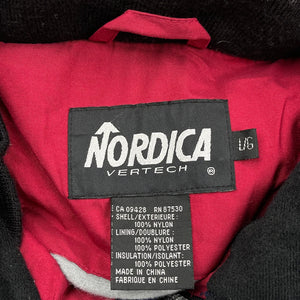 NORDICA
VERTECH ®
L/G
CA 09428 RN 87530
SHELL/EXTERIEURE:
100% NYLON
LINING/DOUBLURE:
100% NYLON
100% POLYESTER
INSULATION/ISOLANT:
100% POLYESTER
MADE IN CHINA
FABRIQUE EN CHINE